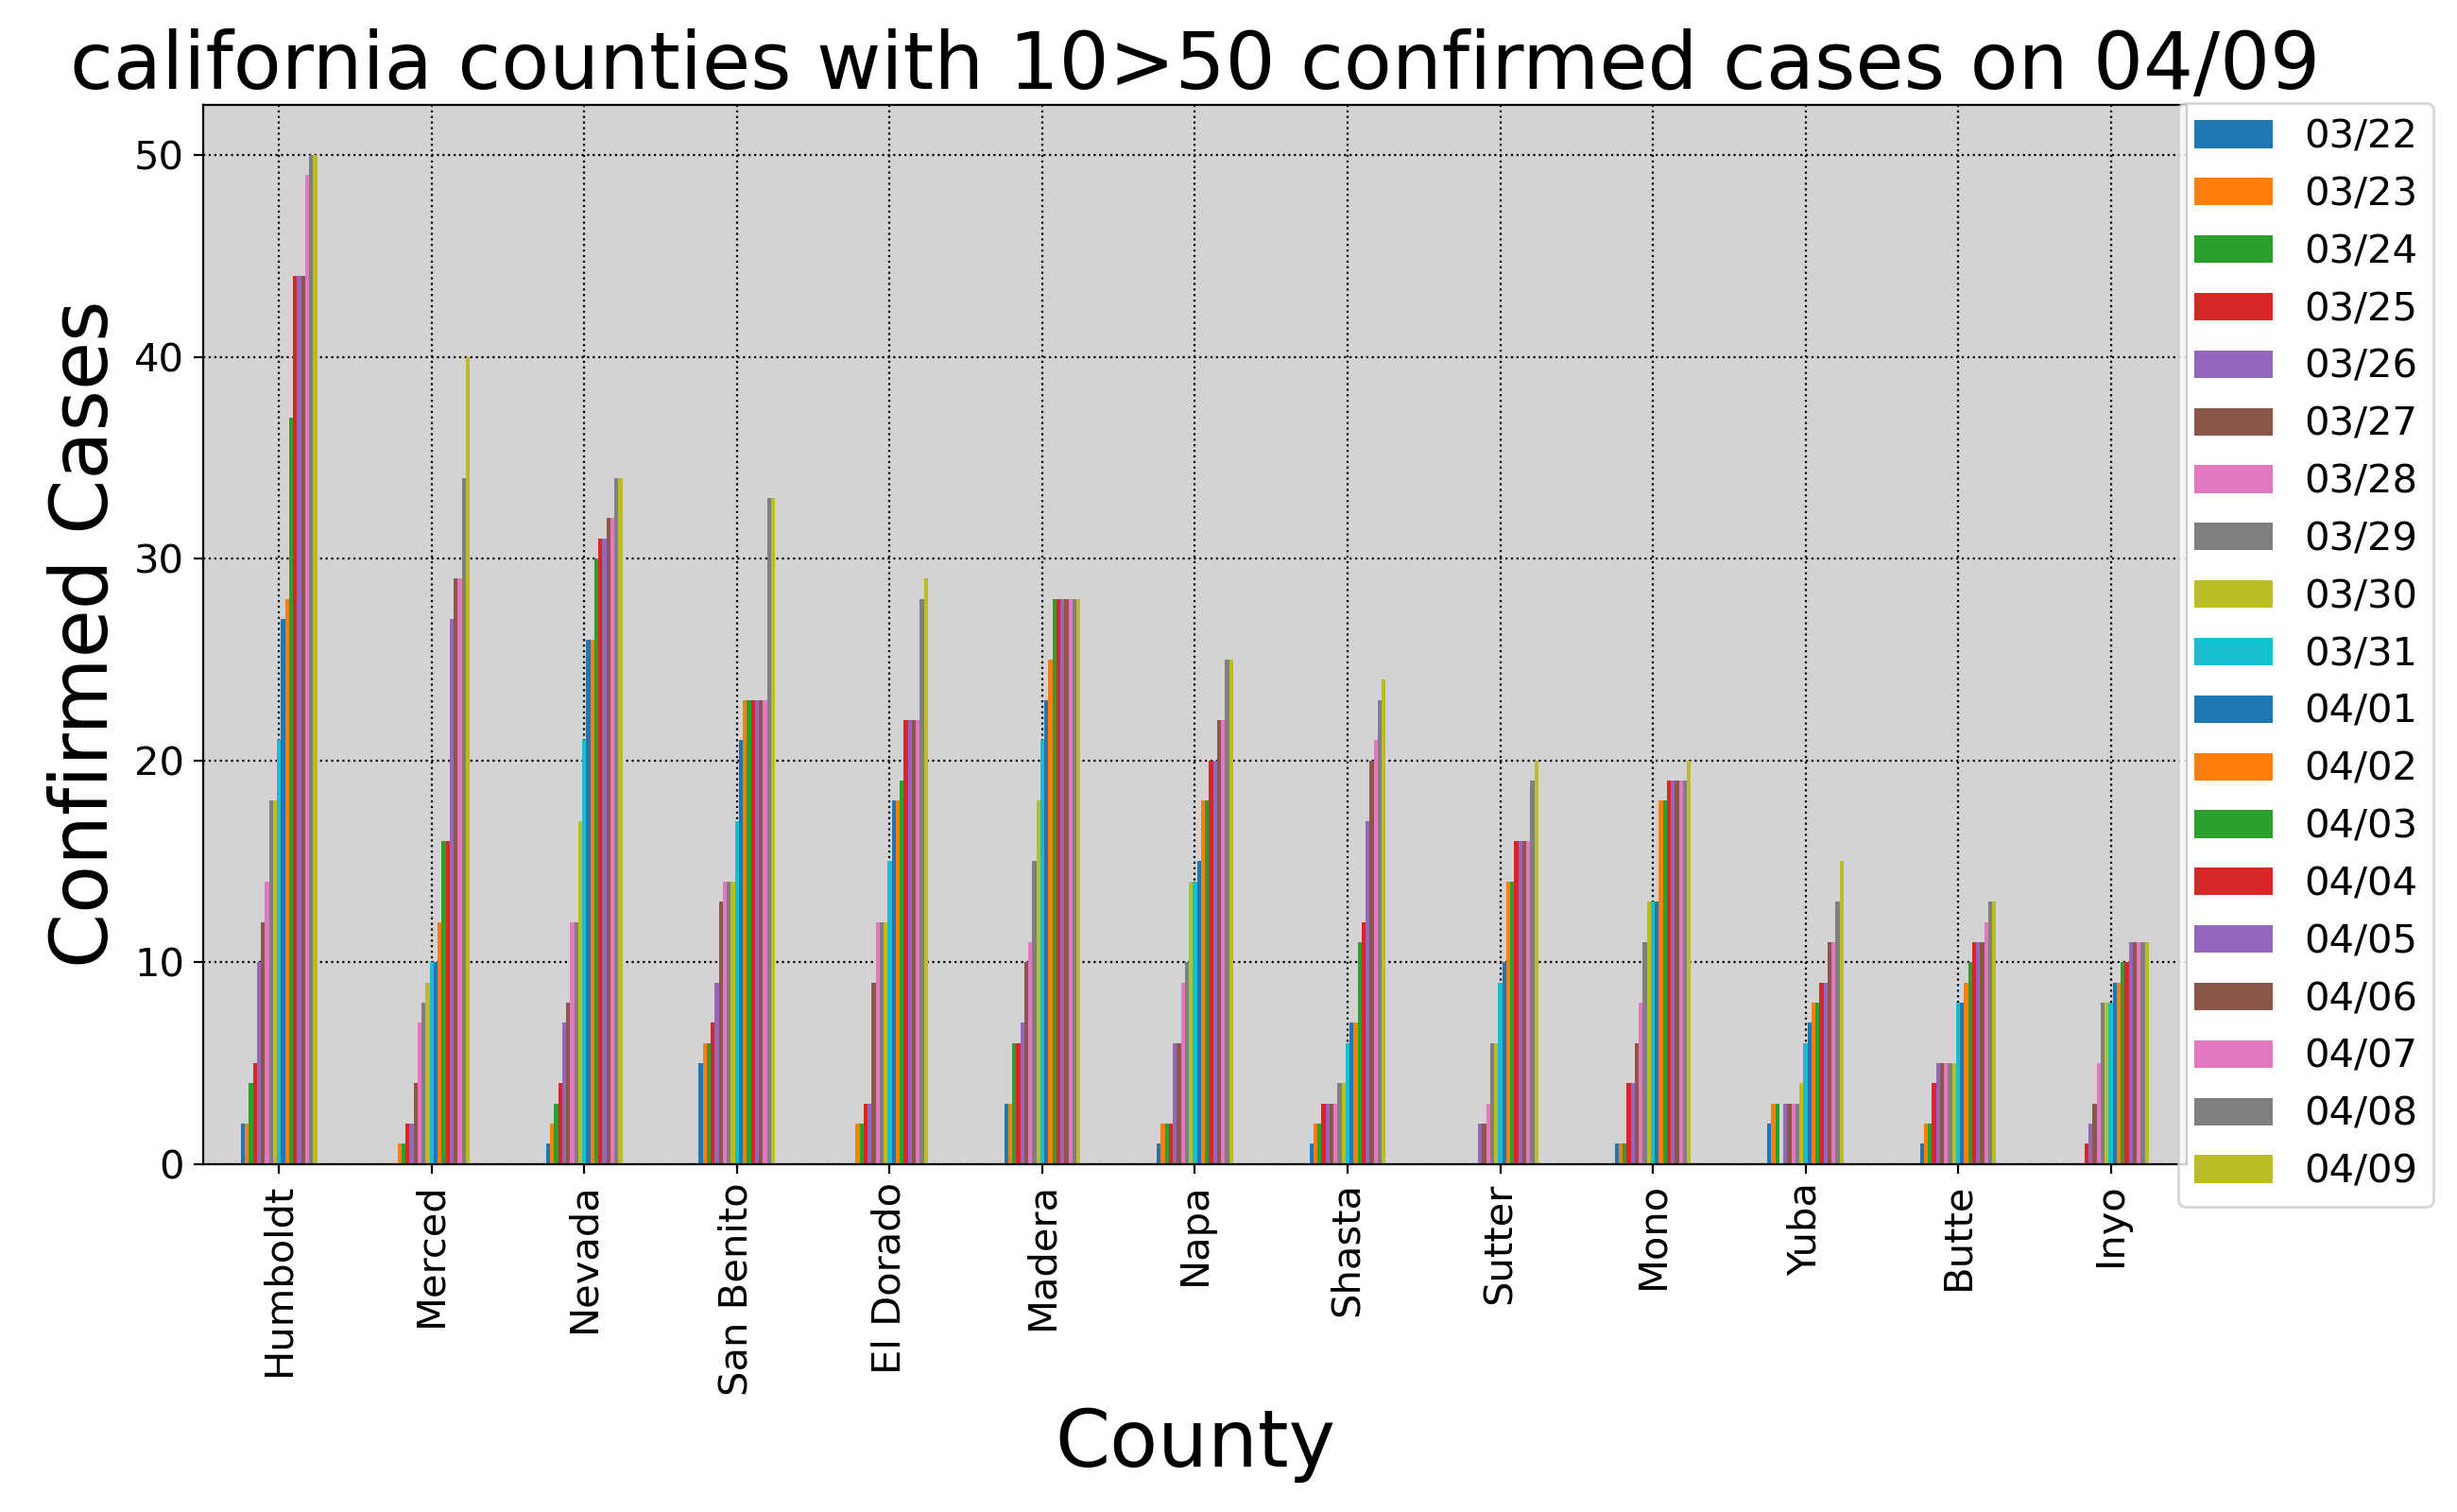 california counties with 10>50 confirmed cases on 04/09
Confirmed Cases
50
40
30
20
10
0
03/22
03/23
03/24
03/25
03/26
03/27
03/28
03/29
03/30
03/31
04/01
04/02
04/03
04/04
04/05
04/06
04/07
04/08
04/09
Humboldt
Merced
Nevada
San Benito
El Dorado
Madera
Napa
Shasta
Sutter
Mono
Yuba
Butte
Inyo
County